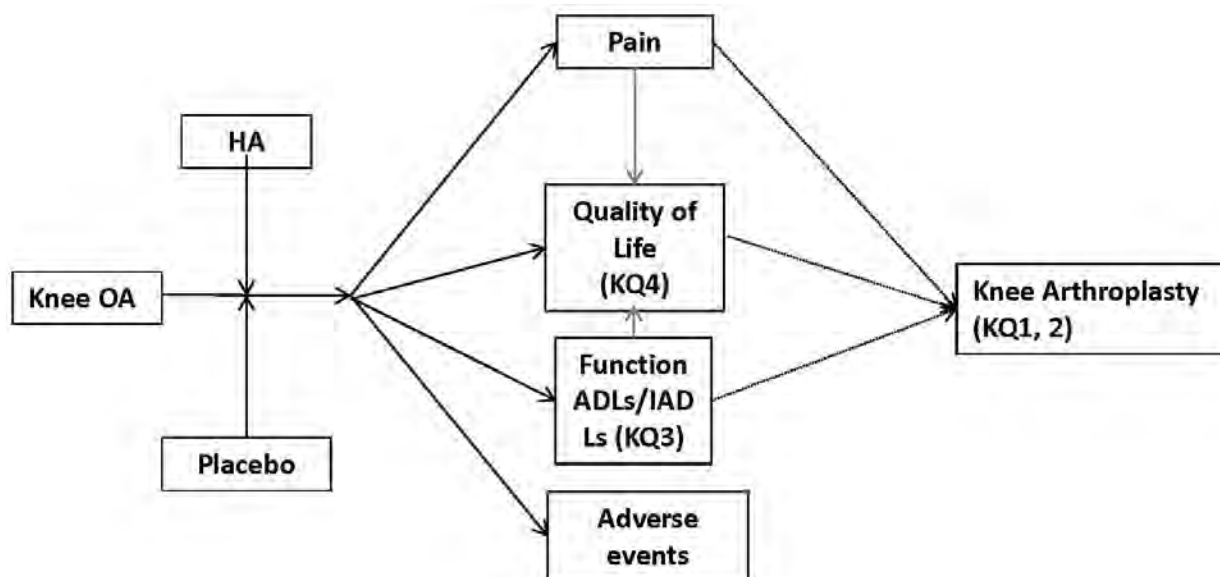 Pain
HA
Quality of
Life
(KQ4)
Knee OA
Knee Arthroplasty
(KQ1, 2)
Function
ADLs/IAD
Ls (KQ3)
Placebo
Adverse
events